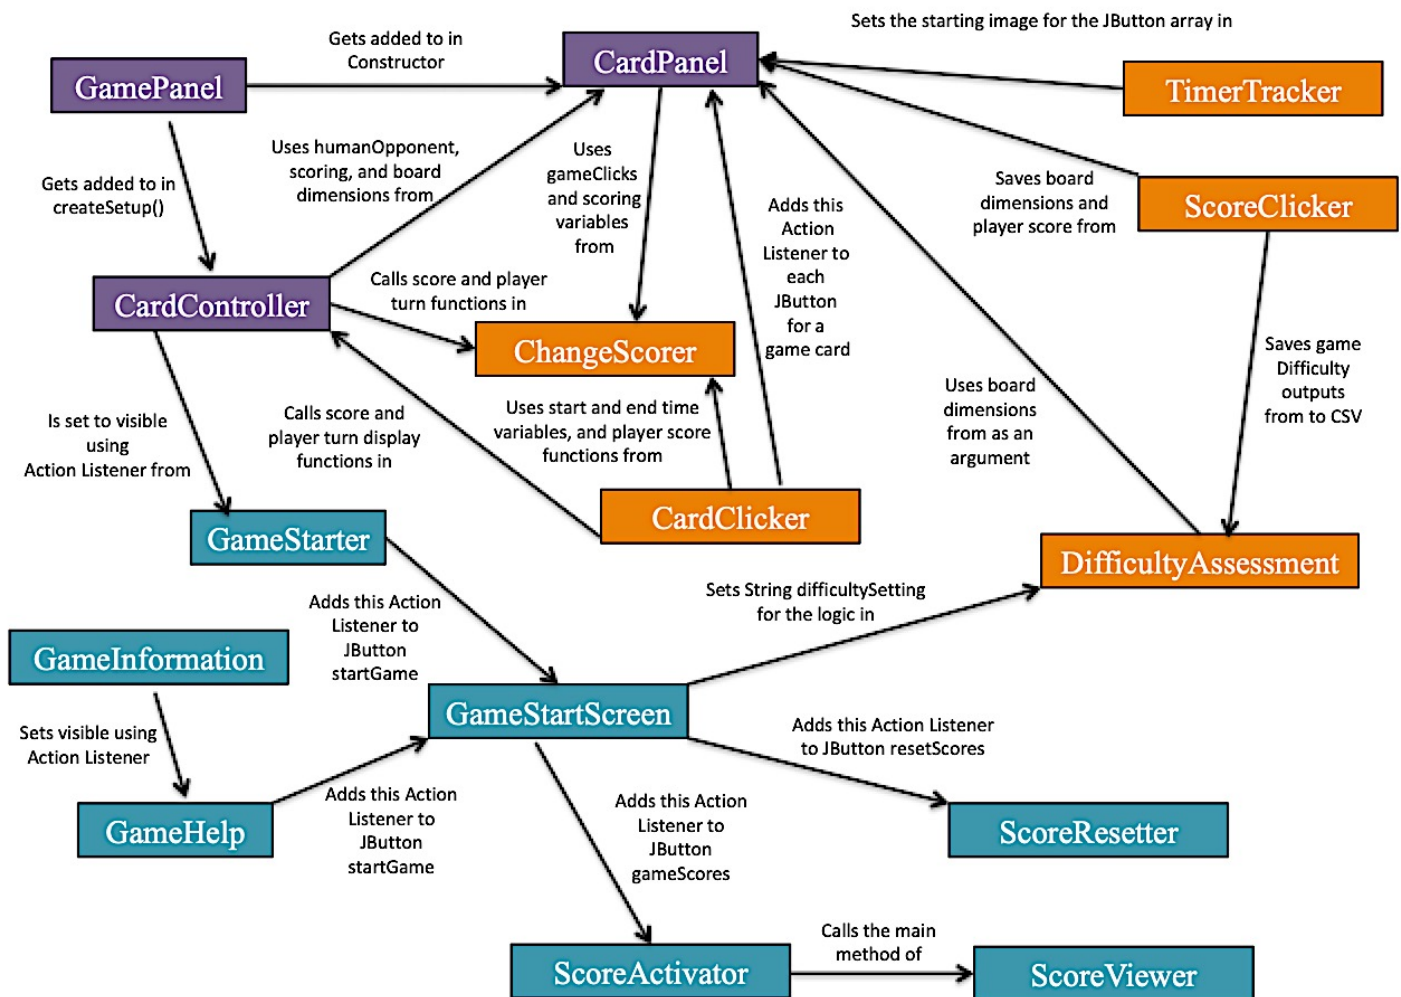 Sets the starting image for the JButton array in
Gets added to in
Constructor
CardPanel
GamePanel
TimerTracker
Uses humanOpponent,
scoring, and board
dimensions from
Uses
gameClicks
and scoring
variables
from
Gets added to in
createSetup()
Adds this
Action
Listener to
each
JButton
for a
game card
Saves board
dimensions and
player score from
ScoreClicker
CardController
Calls score and player
turn functions in
ChangeScorer
Saves game
Difficulty
outputs
from to CSV
Is set to visible
using
Action Listener from
Calls score and
player turn display
functions in
Uses start and end time
variables, and player score
functions from
Uses board
dimensions
from as an
argument
GameStarter
CardClicker
DifficultyAssessment
Adds this Action
Listener to
JButton
startGame
Sets String difficultySetting
for the logic in
GameInformation
GameStartScreen
Sets visible using
Action Listener
Adds this Action Listener
to JButton resetScores
GameHelp
Adds this Action
Listener to
JButton
startGame
Adds this Action
Listener to
JButton
gameScores
ScoreResetter
ScoreActivator
Calls the main
method of
ScoreViewer